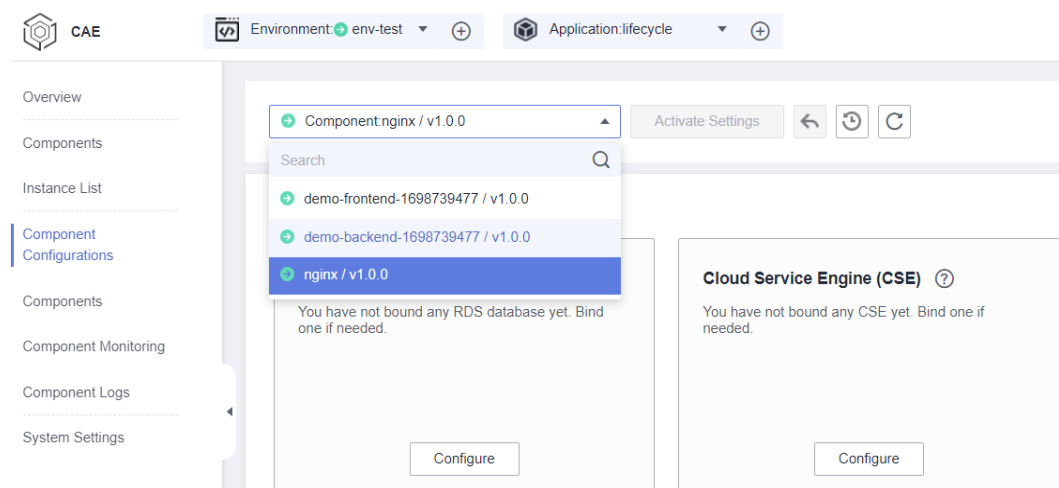 CAE
Environment: env-test
Application:lifecycle
Overview
Components
Instance List
Component
Configurations
Components
Component Monitoring
Component Logs
System Settings
Component:nginx / v1.0.0
Activate Settings
Search
demo-frontend-1698739477 / v1.0.0
demo-backend-1698739477 / v1.0.0
nginx / v1.0.0
You have not bound any RDS database yet. Bind
one if needed.
Configure
Cloud Service Engine (CSE) ?
You have not bound any CSE yet. Bind one if
needed.
Configure